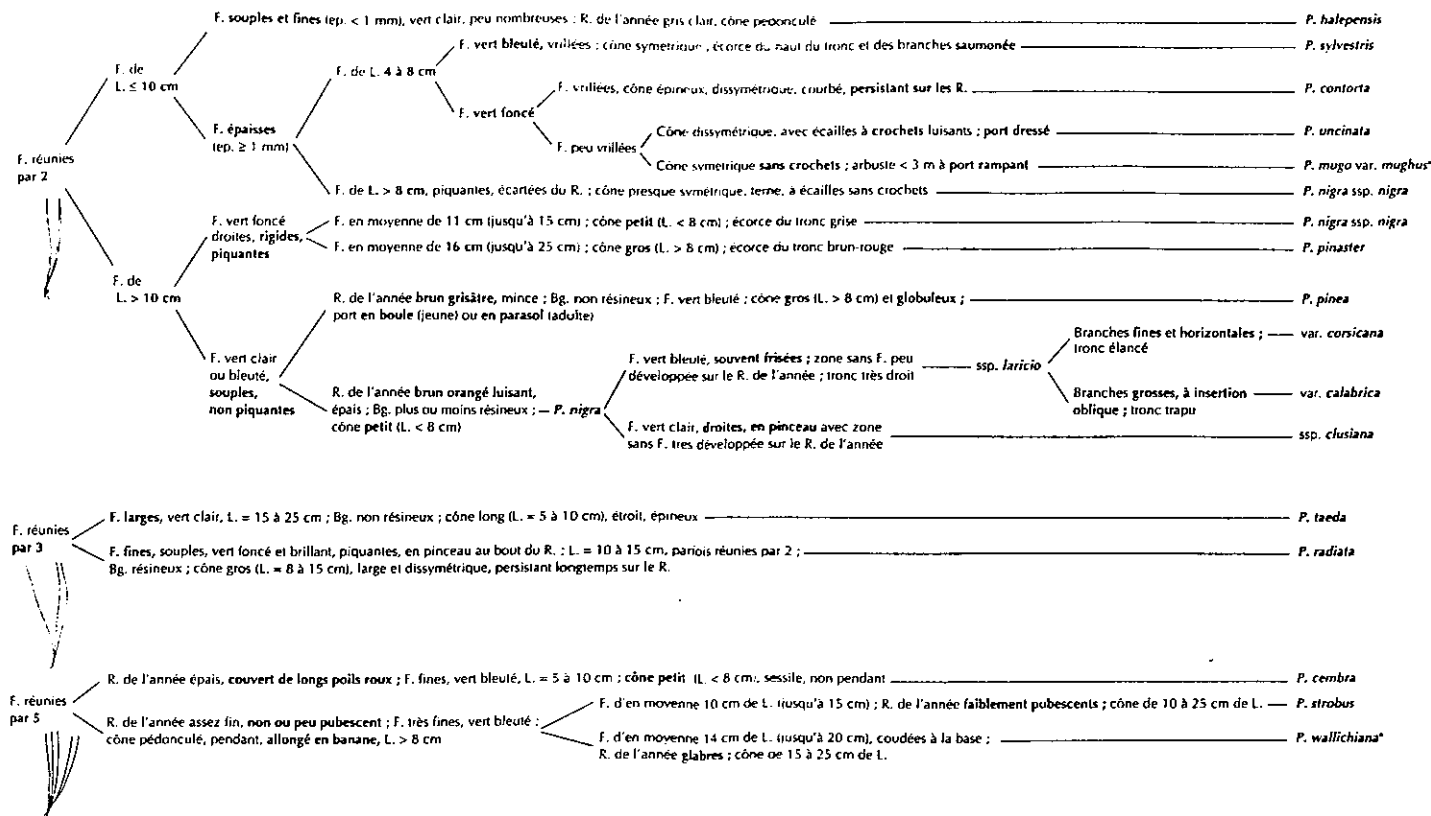 F. souples et fines (ep. < 1 mm), vert clair, peu nombreuses ; R. de l'année gris clair, cône pedonculé — P. halepensis
F. vert bleuté, vrillées ; cône symetrique , écorce du haut du tronc et des branches saumonée — P. sylvestris
F. de
L. ≤ 10 cm
F. de L. 4 à 8 cm
F. vrillées, cône épineux, dissymétrique, courbé, persistant sur les R. — P. contorta
F. vert foncé
F. épaisses
(ep. ≥ 1 mm)
Cône dissymétrique, avec écailles à crochets luisants ; port dressé — P. uncinata
F. peu vrillées
F. réunies
par 2
Cône symetrique sans crochets ; arbuste < 3 m à port rampant — P. mugo var. mughus*
F. de L. > 8 cm, piquantes, écartées du R. ; cône presque symétrique, terne, à écailles sans crochets — P. nigra ssp. nigra
F. vert foncé
droites, rigides,
piquantes
F. en moyenne de 11 cm (jusqu'à 15 cm) ; cône petit (L. < 8 cm) ; écorce du tronc grise — P. nigra ssp. nigra
F. en moyenne de 16 cm (jusqu'à 25 cm) ; cône gros (L. > 8 cm) ; écorce du tronc brun-rouge — P. pinaster
F. de
L. > 10 cm
R. de l'année brun grisâtre, mince ; Bg. non résineux ; F. vert bleuté ; cône gros (L. > 8 cm) et globuleux ; — P. pinea
port en boule (jeune) ou en parasol (adulte)
F. vert clair
ou bleuté,
souples,
non piquantes
Branches fines et horizontales ; — var. corsicana
tronc élancé
F. vert bleuté, souvent frisées ; zone sans F. peu
développée sur le R. de l'année ; tronc très droit
ssp. laricio
R. de l'année brun orangé luisant,
épais ; Bg. plus ou moins résineux ; — P. nigra
cône petit (L. < 8 cm)
Branches grosses, à insertion — var. calabrica
oblique ; tronc trapu
F. vert clair, droites, en pinceau avec zone
sans F. tres développée sur le R. de l'année — ssp. clusiana
F. réunies
par 3
F. larges, vert clair, L. = 15 à 25 cm ; Bg. non résineux ; cône long (L. = 5 à 10 cm), étroit, épineux — P. taeda
F. fines, souples, vert foncé et brillant, piquantes, en pinceau au bout du R. ; L. = 10 à 15 cm, parfois réunies par 2 ; — P. radiata
Bg. résineux ; cône gros (L. = 8 à 15 cm), large et dissymétrique, persistant longtemps sur le R.
F. réunies
par 5
R. de l'année épais, couvert de longs poils roux ; F. fines, vert bleuté, L. = 5 à 10 cm ; cône petit (L. < 8 cm), sessile, non pendant — P. cembra
R. de l'année assez fin, non ou peu pubescent ; F. très fines, vert bleuté ;
cône pédonculé, pendant, allongé en banane, L. > 8 cm
F. d'en moyenne 10 cm de L. (jusqu'à 15 cm) ; R. de l'année faiblement pubescents ; cône de 10 à 25 cm de L. — P. strobus
F. d'en moyenne 14 cm de L. (jusqu'à 20 cm), coudées à la base ; — P. wallichiana*
R. de l'année glabres ; cône de 15 à 25 cm de L.